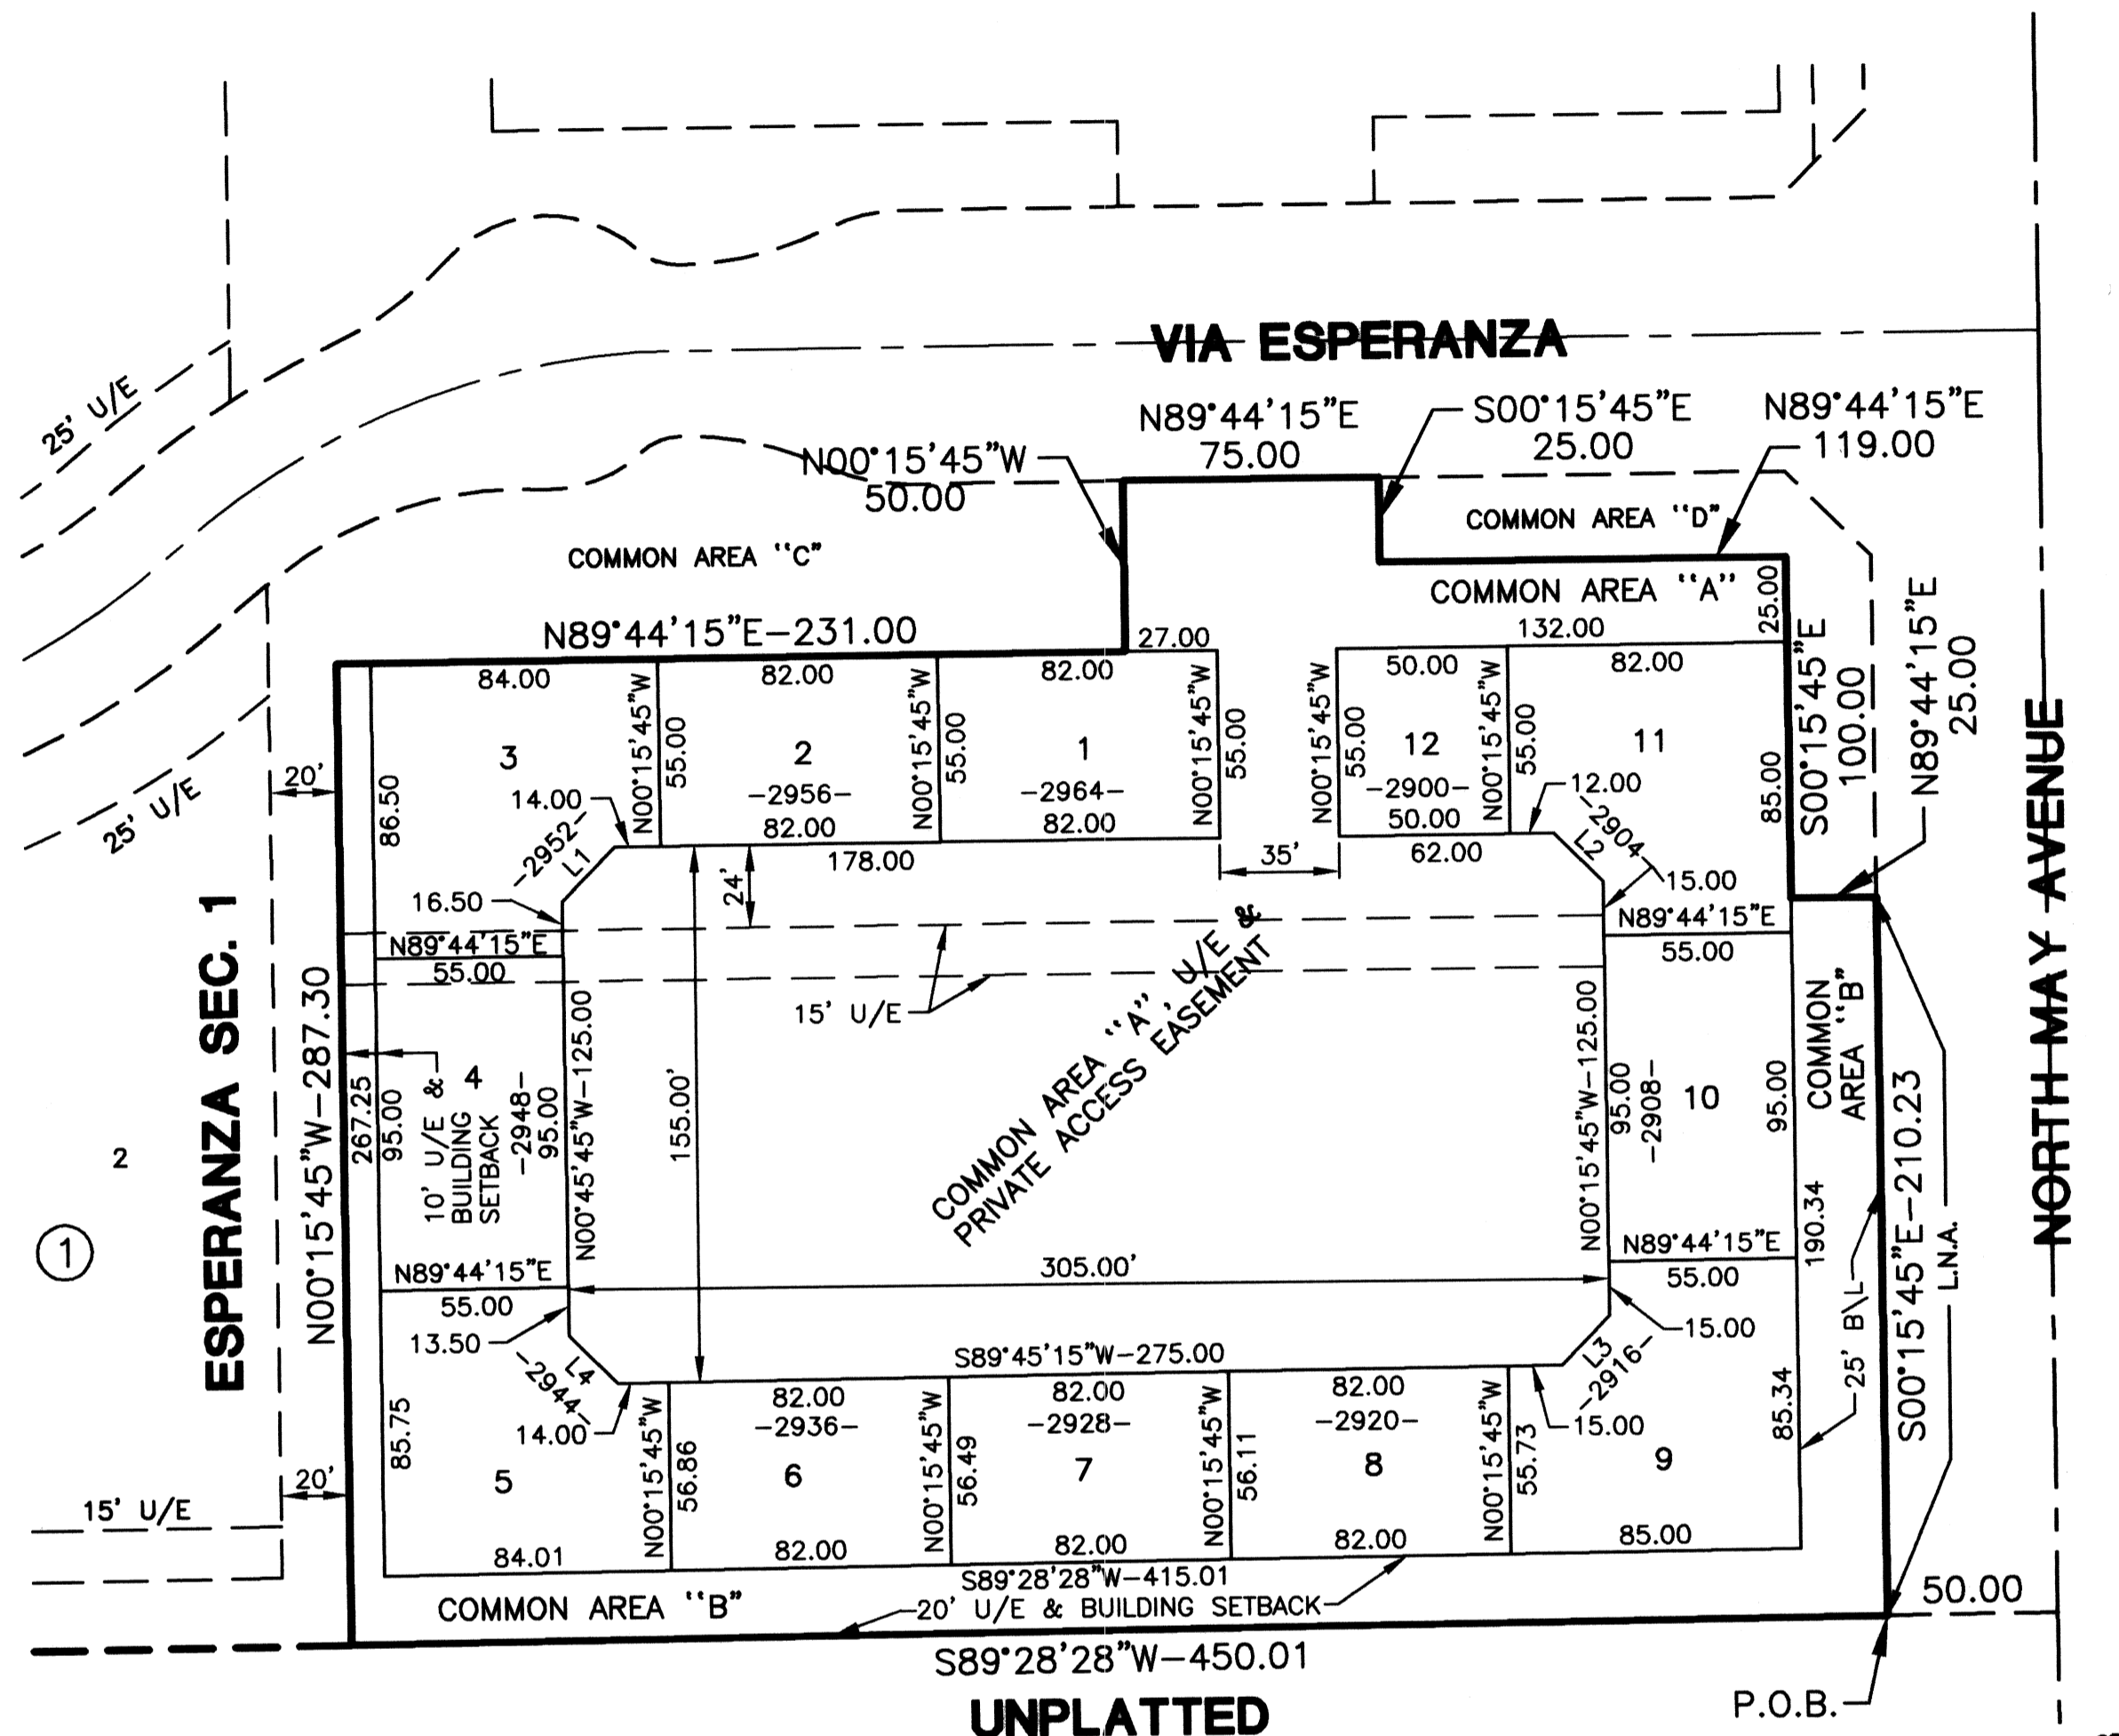 VIA ESPERANZA
25' U/E
N89°44'15"E
75.00
S00°15'45"E
25.00
N89°44'15"E
119.00
N00°15'45"W
50.00
COMMON AREA "D"
COMMON AREA "C"
COMMON AREA "A"
25.00
N89°44'15"E-231.00
27.00
132.00
84.00
82.00
82.00
50.00
82.00
N00°15'45"W
55.00
N00°15'45"W
55.00
N00°15'45"W
55.00
N00°15'45"W
55.00
N00°15'45"W
55.00
3
2
1
12
11
-2956-
-2964-
-2900-
82.00
82.00
50.00
86.50
14.00
-2952-
L1
16.50
12.00
-2904-
L2
15.00
85.00
S00°15'45"E
100.00
N89°44'15"E
25.00
20'
25' U/E
178.00
24'
35'
62.00
N89°44'15"E
55.00
N89°44'15"E
55.00
15' U/E
COMMON AREA "A", U/E &
PRIVATE ACCESS EASEMENT
ESPERANZA SEC. 1
N00°15'45"W-287.30
267.25
95.00
10' U/E &
BUILDING
SETBACK
4
-2948-
95.00
N00°45'45"W-125.00
155.00'
N00°15'45"W-125.00
95.00
-2908-
10
95.00
COMMON
AREA "B"
190.34
NORTH MAY AVENUE
S00°15'45"E-210.23
L.N.A.
25' B\L
2
1
N89°44'15"E
55.00
305.00'
N89°44'15"E
55.00
13.50
L4
-2944-
14.00
S89°45'15"W-275.00
15.00
L3
-2916-
15.00
85.75
82.00
82.00
82.00
-2936-
-2928-
-2920-
N00°15'45"W
56.86
N00°15'45"W
56.49
N00°15'45"W
56.11
N00°15'45"W
55.73
85.34
5
6
7
8
9
20'
15' U/E
84.01
82.00
82.00
82.00
85.00
S89°28'28"W-415.01
COMMON AREA "B"
20' U/E & BUILDING SETBACK
50.00
S89°28'28"W-450.01
UNPLATTED
P.O.B.